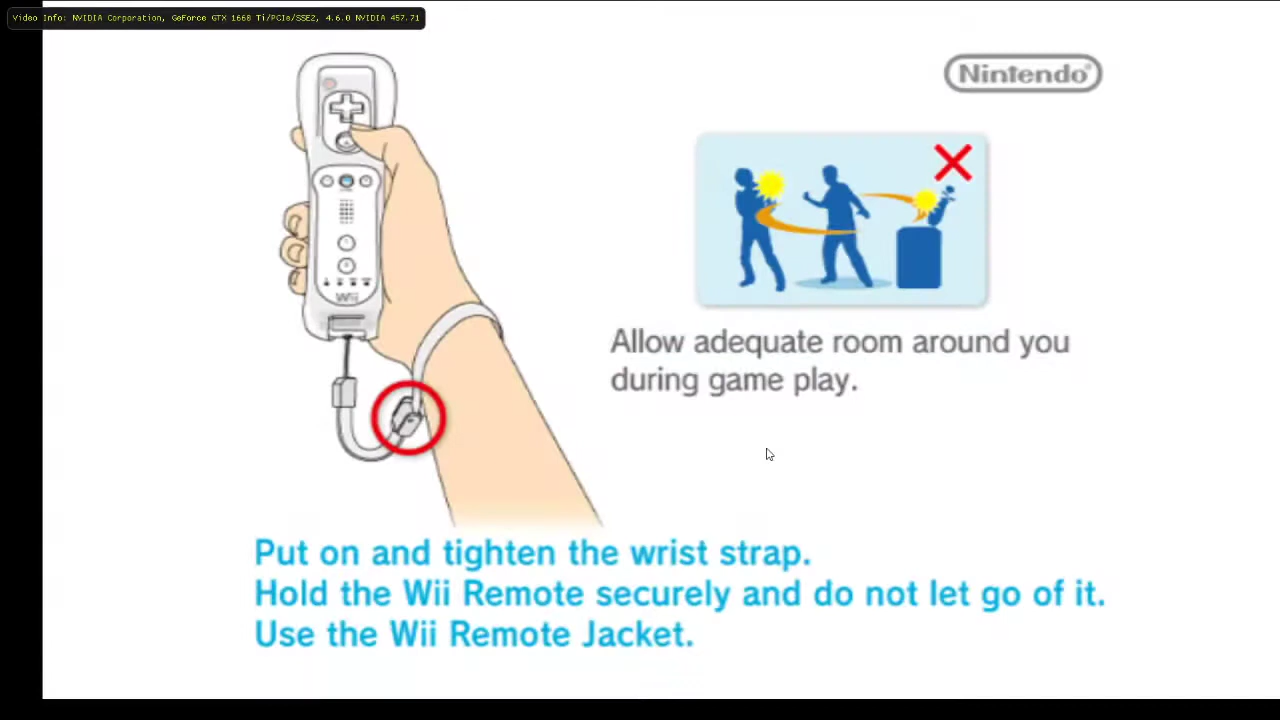 Video Info: NVIDIA Corporation, GeForce GTX 1660 Ti/PCIe/SSE2, 4.6.0 NVIDIA 457.71
Nintendo®
Wii
Allow adequate room around you
during game play.
Put on and tighten the wrist strap.
Hold the Wii Remote securely and do not let go of it.
Use the Wii Remote Jacket.